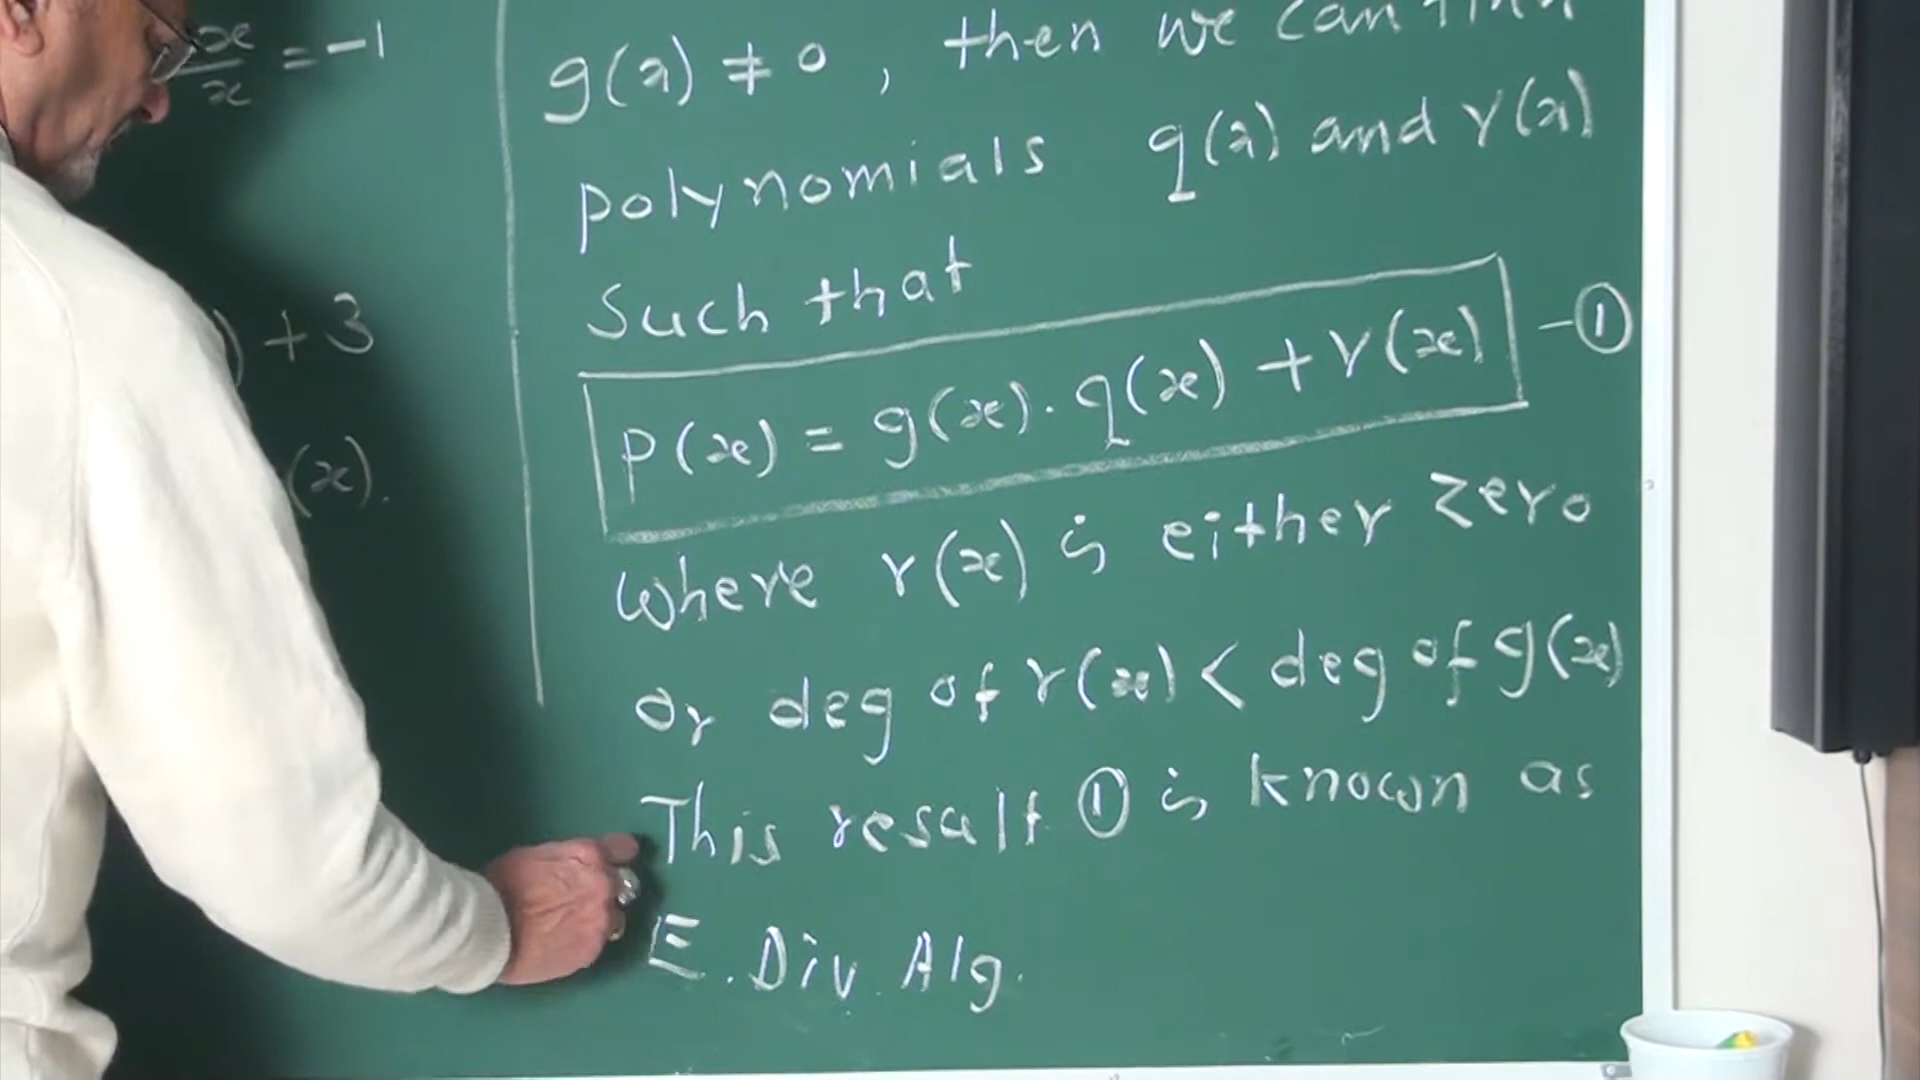 x/x = -1
) + 3
(x).
g(x) ≠ 0, then we can find
polynomials q(x) and r(x)
Such that
p(x) = g(x) · q(x) + r(x) - ①
where r(x) is either zero
or deg of r(x) < deg of g(x)
This result ① is known as
E. Div. Alg.